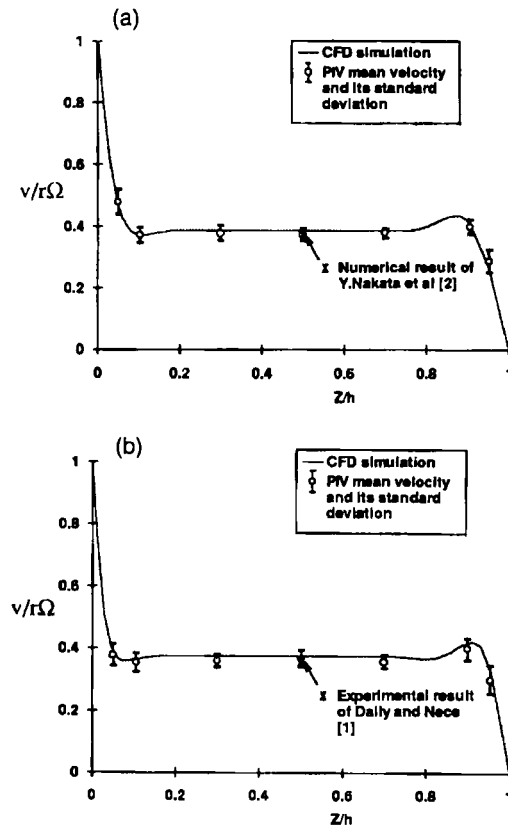 (a)
CFD simulation
PIV mean velocity
and its standard
deviation
1
0.8
0.6
v/rΩ
0.4
0.2
0
x Numerical result of
Y.Nakata et al [2]
0 0.2 0.4 0.6 0.8 1
Z/h
(b)
CFD simulation
PIV mean velocity
and its standard
deviation
1
0.8
0.6
v/rΩ
0.4
0.2
0
x Experimental result
of Daily and Nece
[1]
0 0.2 0.4 0.6 0.8 1
Z/h